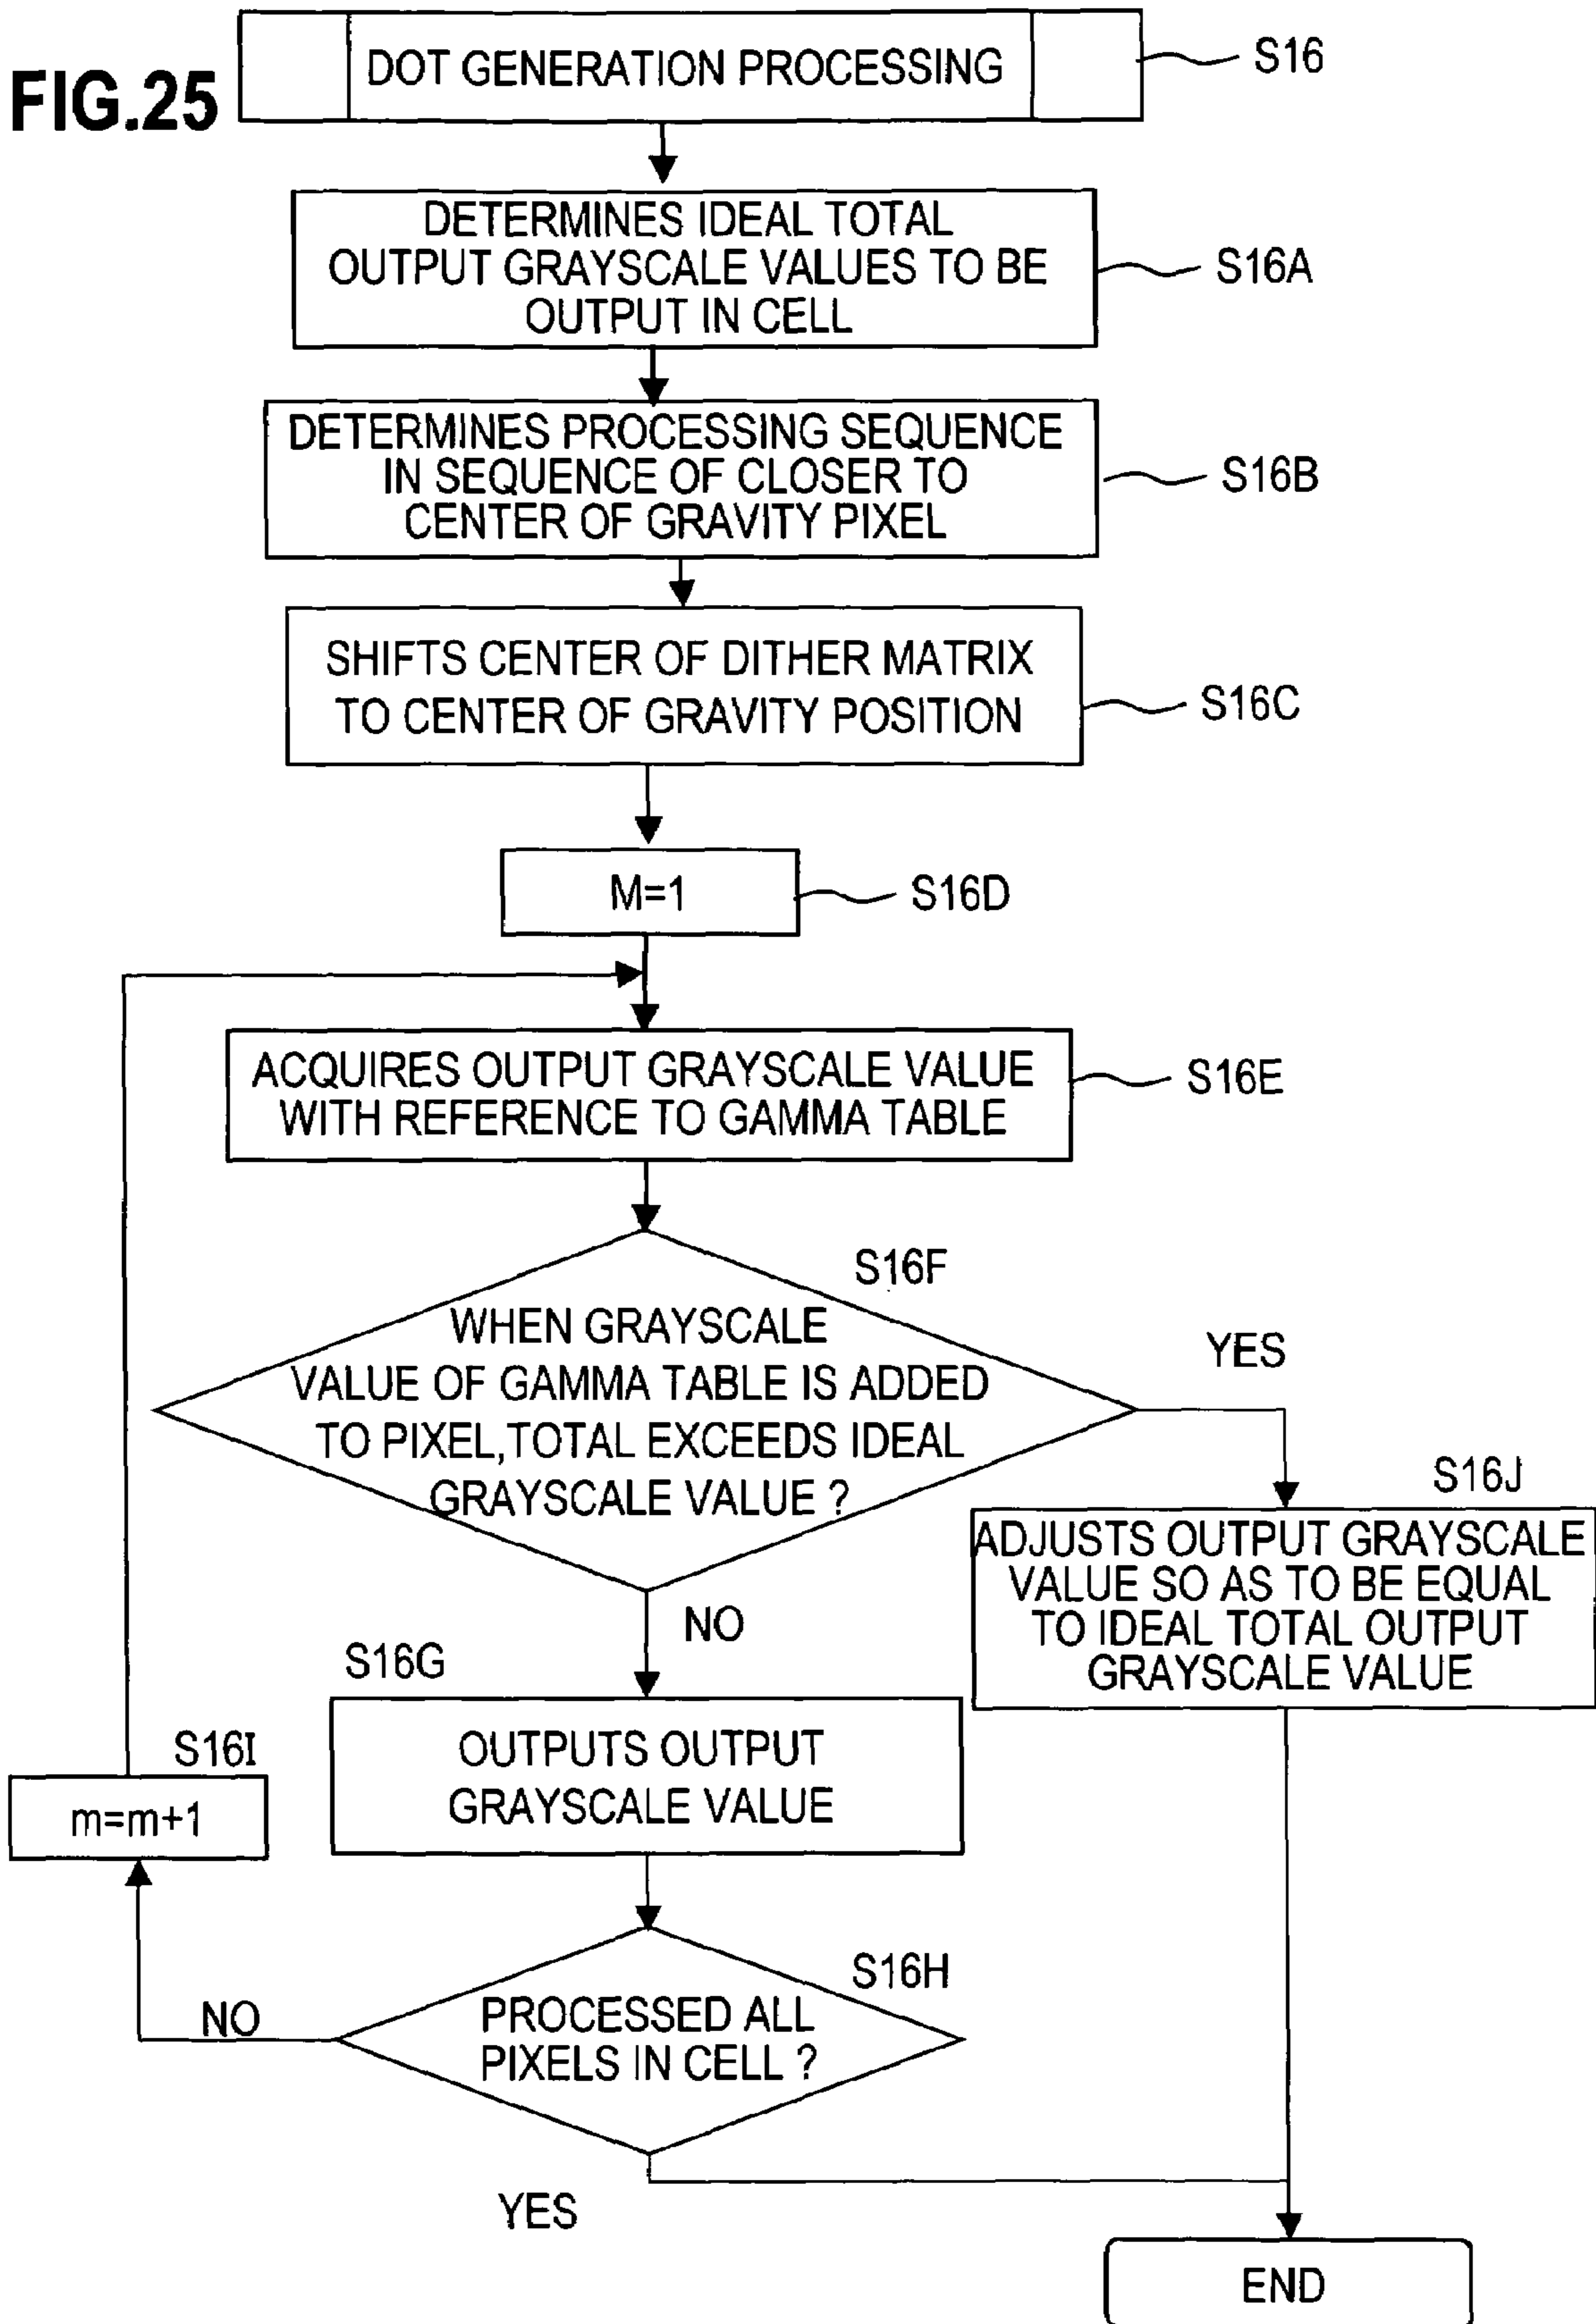 FIG.25
DOT GENERATION PROCESSING
S16
DETERMINES IDEAL TOTAL
OUTPUT GRAYSCALE VALUES TO BE
OUTPUT IN CELL
S16A
DETERMINES PROCESSING SEQUENCE
IN SEQUENCE OF CLOSER TO
CENTER OF GRAVITY PIXEL
S16B
SHIFTS CENTER OF DITHER MATRIX
TO CENTER OF GRAVITY POSITION
S16C
M=1
S16D
ACQUIRES OUTPUT GRAYSCALE VALUE
WITH REFERENCE TO GAMMA TABLE
S16E
S16F
WHEN GRAYSCALE
VALUE OF GAMMA TABLE IS ADDED
TO PIXEL,TOTAL EXCEEDS IDEAL
GRAYSCALE VALUE ?
YES
S16J
ADJUSTS OUTPUT GRAYSCALE
VALUE SO AS TO BE EQUAL
TO IDEAL TOTAL OUTPUT
GRAYSCALE VALUE
NO
S16G
OUTPUTS OUTPUT
GRAYSCALE VALUE
S16I
m=m+1
S16H
PROCESSED ALL
PIXELS IN CELL ?
NO
YES
END